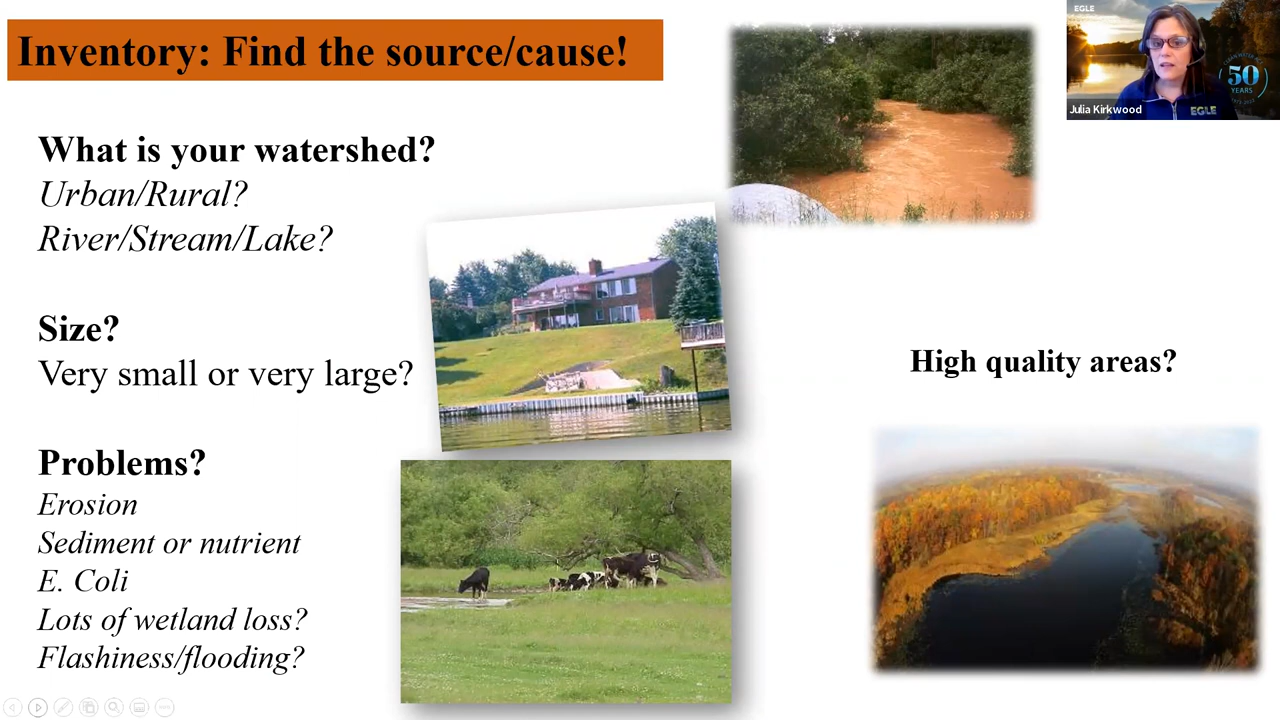 Inventory: Find the source/cause!
What is your watershed?
Urban/Rural?
River/Stream/Lake?
Size?
Very small or very large?
Problems?
Erosion
Sediment or nutrient
E. Coli
Lots of wetland loss?
Flashiness/flooding?
High quality areas?
EGLE
50
YEARS
Julia Kirkwood
EGLE